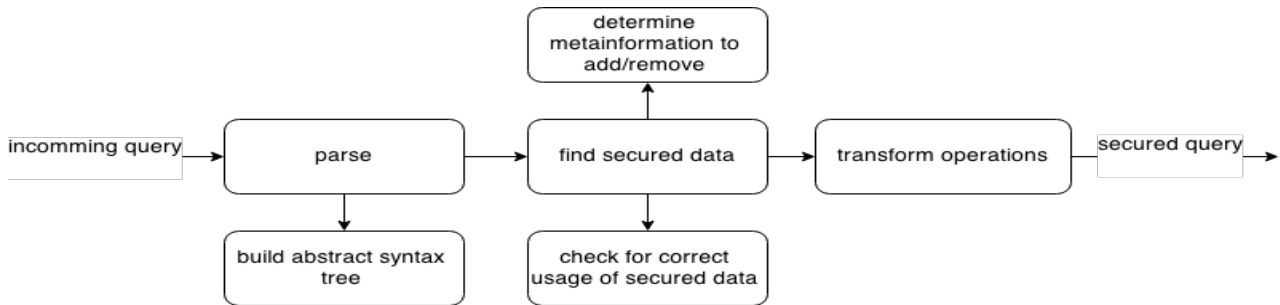 determine
metainformation to
add/remove
incomming query
parse
find secured data
transform operations
secured query
build abstract syntax
tree
check for correct
usage of secured data